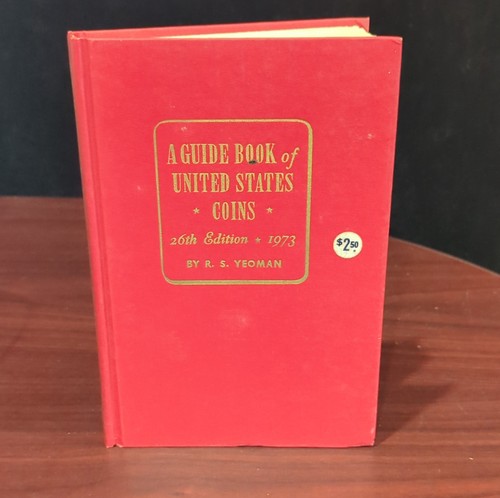 A GUIDE BOOK of
UNITED STATES
★ COINS ★
26th Edition ★ 1973
BY R. S. YEOMAN
$2.50